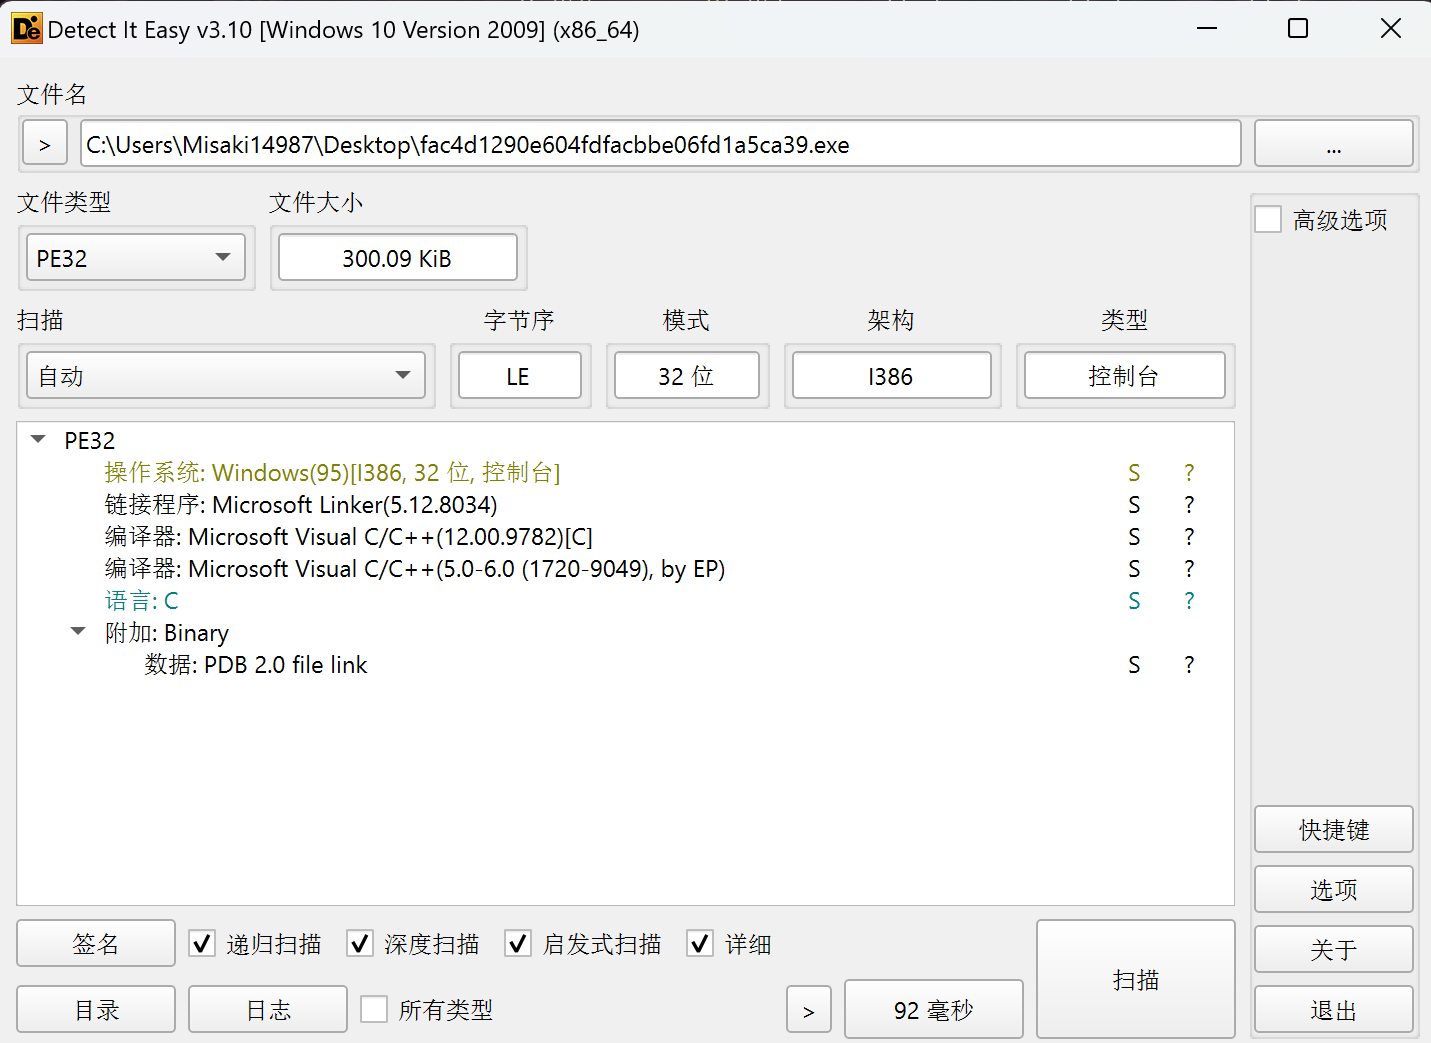 Detect It Easy v3.10 [Windows 10 Version 2009] (x86_64)
文件名
> C:\Users\Misaki14987\Desktop\fac4d1290e604fdfacbbe06fd1a5ca39.exe ...
文件类型 文件大小
高级选项
PE32 300.09 KiB
扫描 字节序 模式 架构 类型
自动 LE 32 位 I386 控制台
PE32
操作系统: Windows(95)[I386, 32 位, 控制台] S ?
链接程序: Microsoft Linker(5.12.8034) S ?
编译器: Microsoft Visual C/C++(12.00.9782)[C] S ?
编译器: Microsoft Visual C/C++(5.0-6.0 (1720-9049), by EP) S ?
语言: C S ?
附加: Binary
数据: PDB 2.0 file link S ?
快捷键
选项
签名 递归扫描 深度扫描 启发式扫描 详细
扫描
关于
目录 日志 所有类型 > 92 毫秒
退出